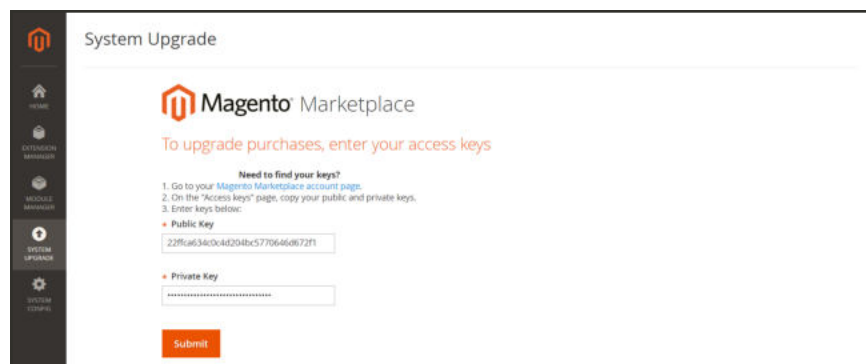 System Upgrade
HOME
EXTENSION
MANAGER
MODULE
MANAGER
SYSTEM
UPGRADE
SYSTEM
CONFIG
Magento Marketplace
To upgrade purchases, enter your access keys
Need to find your keys?
1. Go to your Magento Marketplace account page.
2. On the "Access keys" page, copy your public and private keys.
3. Enter keys below:
* Public Key
22ffca634c0c4d204bc5770646d672f1
* Private Key
Submit